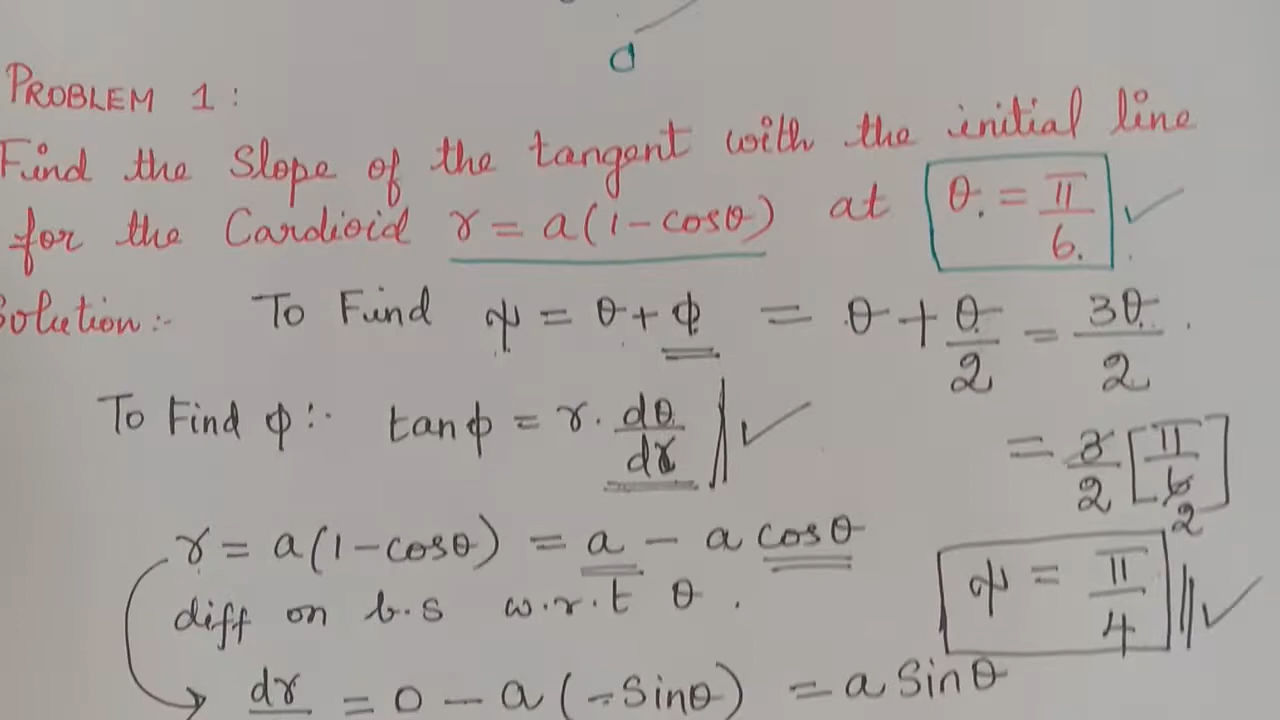 a
PROBLEM 1 :
Find the Slope of the tangent with the initial line
for the Cardioid r = a(1-cosθ) at θ. = π/6.
Solution:- To Find ψ = θ + ϕ = θ + θ/2 = 3θ/2.
To Find ϕ:- tanϕ = r. dθ/dr
= 3/2 [π/6] 2
r = a(1-cosθ) = a - a cosθ
ψ = π/4
diff on b.s w.r.t θ.
dr = 0 - a(-Sinθ) = a Sinθ